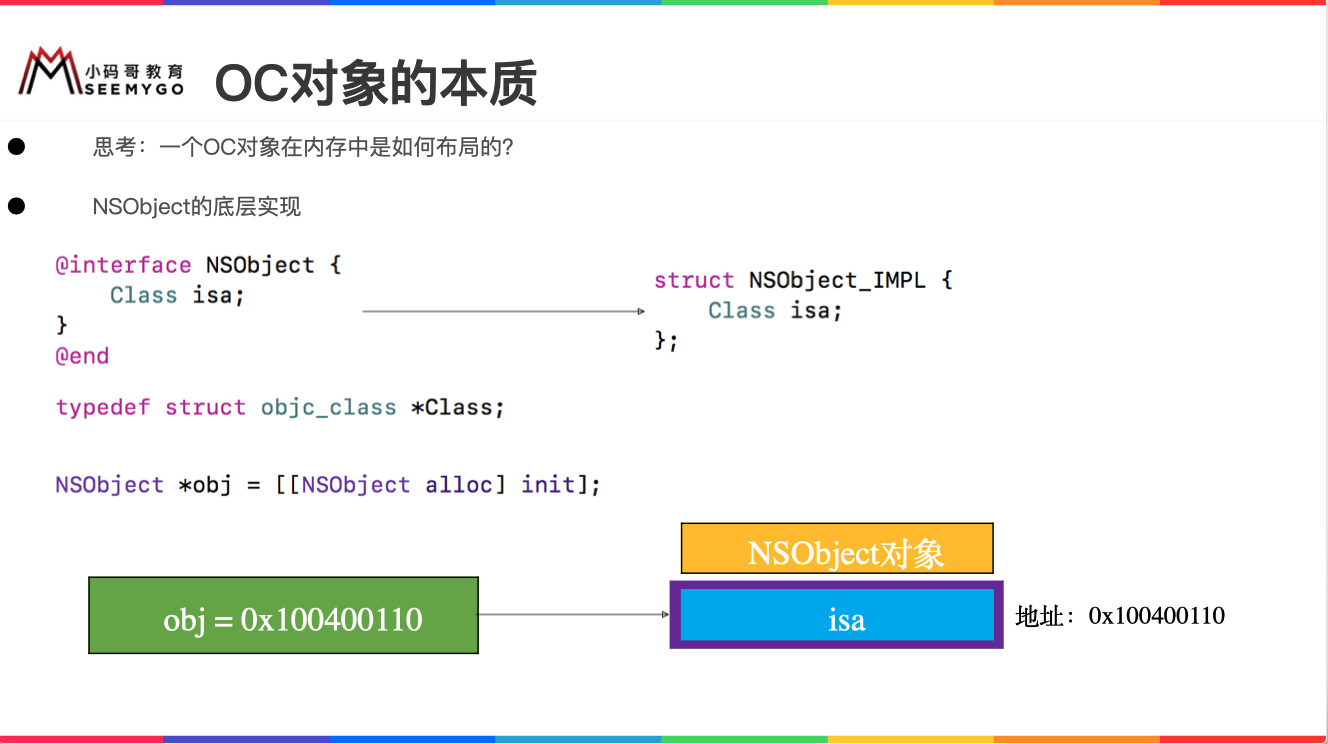 小码哥教育
SEEMYGO
OC对象的本质
思考：一个OC对象在内存中是如何布局的?
NSObject的底层实现
@interface NSObject {
    Class isa;
}
@end
struct NSObject_IMPL {
    Class isa;
};
typedef struct objc_class *Class;
NSObject *obj = [[NSObject alloc] init];
NSObject对象
obj = 0x100400110
isa
地址：0x100400110